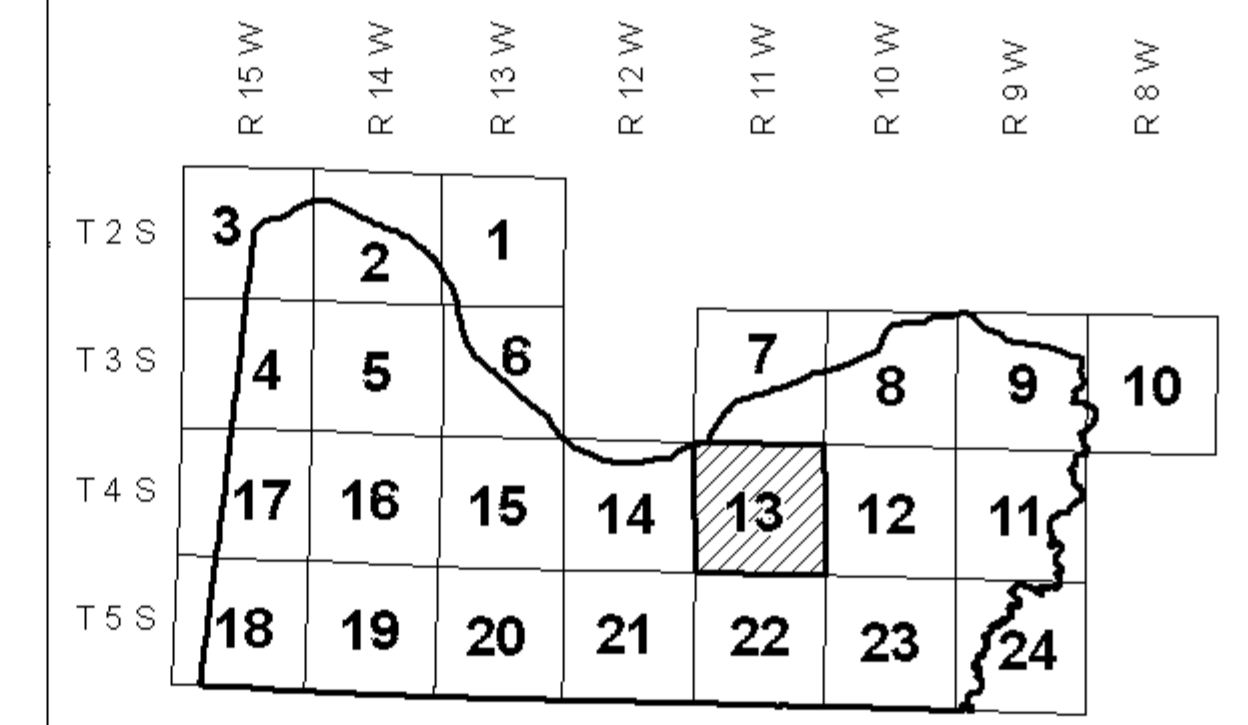 R 15 W R 14 W R 13 W R 12 W R 11 W R 10 W R 9 W R 8 W
T 2 S 3 2 1
T 3 S 4 5 6 7 8 9 10
T 4 S 17 16 15 14 13 12 11
T 5 S 18 19 20 21 22 23 24